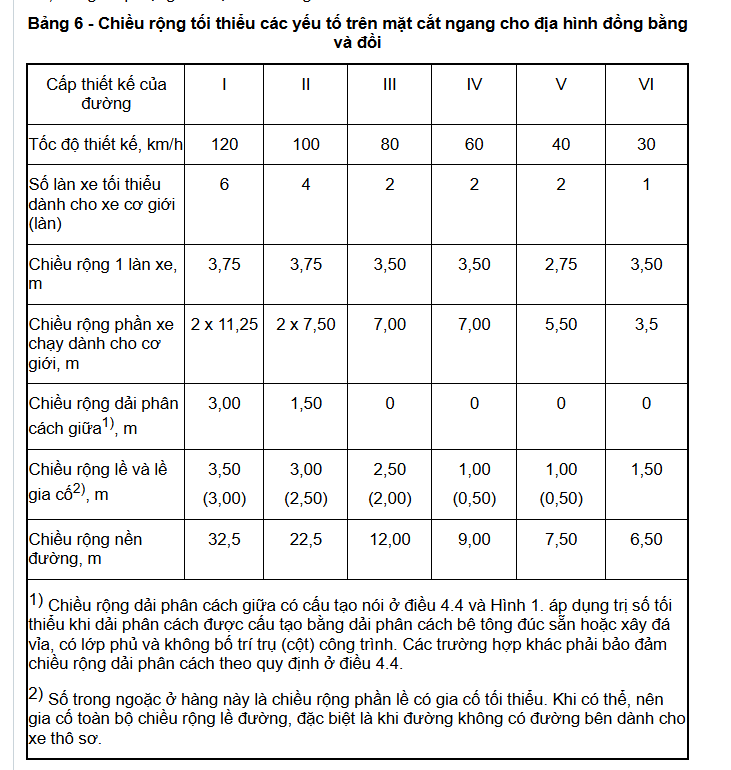 Bảng 6 - Chiều rộng tối thiểu các yếu tố trên mặt cắt ngang cho địa hình đồng bằng
và đồi
Cấp thiết kế của
đường
I II III IV V VI
Tốc độ thiết kế, km/h 120 100 80 60 40 30
Số làn xe tối thiểu
dành cho xe cơ giới
(làn)
6 4 2 2 2 1
Chiều rộng 1 làn xe,
m
3,75 3,75 3,50 3,50 2,75 3,50
Chiều rộng phần xe
chạy dành cho cơ
giới, m
2 x 11,25 2 x 7,50 7,00 7,00 5,50 3,5
Chiều rộng dải phân
cách giữa1), m
3,00 1,50 0 0 0 0
Chiều rộng lề và lề
gia cố2), m
3,50 3,00 2,50 1,00 1,00 1,50
(3,00) (2,50) (2,00) (0,50) (0,50)
Chiều rộng nền
đường, m
32,5 22,5 12,00 9,00 7,50 6,50
1) Chiều rộng dải phân cách giữa có cấu tạo nói ở điều 4.4 và Hình 1. áp dụng trị số tối
thiểu khi dải phân cách được cấu tạo bằng dải phân cách bê tông đúc sẵn hoặc xây đá
vỉa, có lớp phủ và không bố trí trụ (cột) công trình. Các trường hợp khác phải bảo đảm
chiều rộng dải phân cách theo quy định ở điều 4.4.
2) Số trong ngoặc ở hàng này là chiều rộng phần lề có gia cố tối thiểu. Khi có thể, nên
gia cố toàn bộ chiều rộng lề đường, đặc biệt là khi đường không có đường bên dành cho
xe thô sơ.